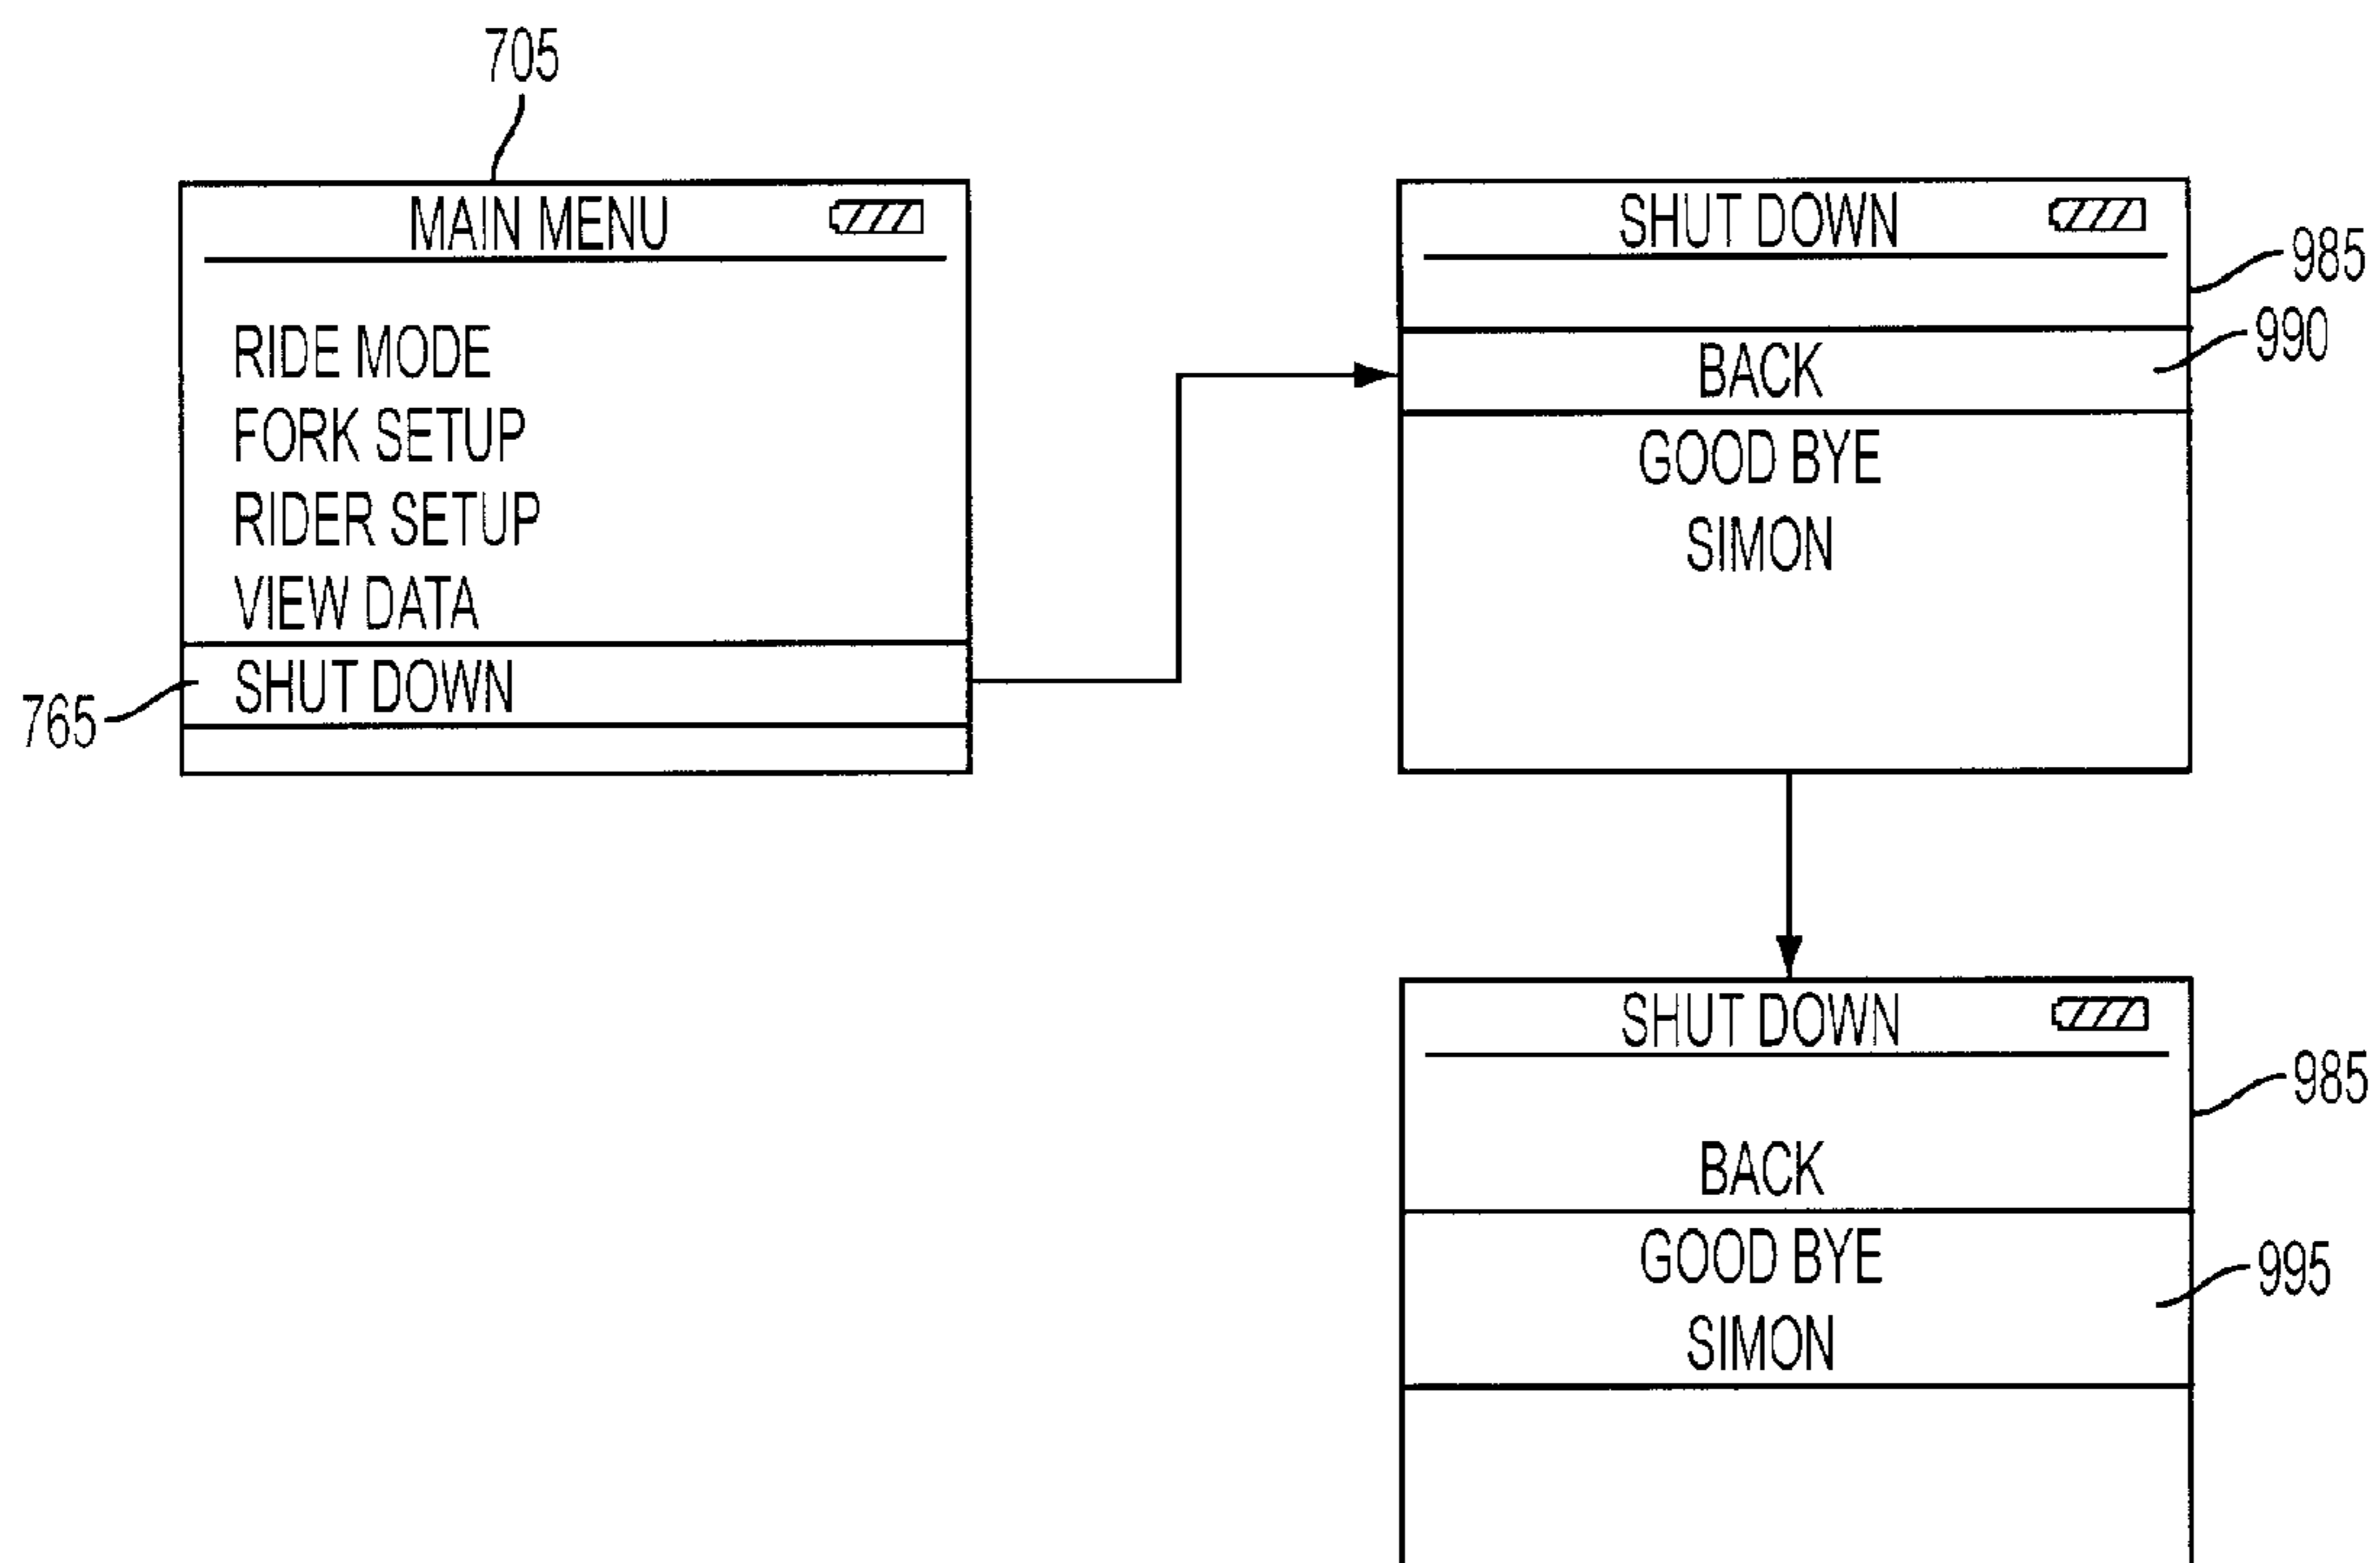 705
MAIN MENU
RIDE MODE
FORK SETUP
RIDER SETUP
VIEW DATA
SHUT DOWN
765
SHUT DOWN
985
BACK
990
GOOD BYE
SIMON
SHUT DOWN
985
BACK
GOOD BYE
995
SIMON